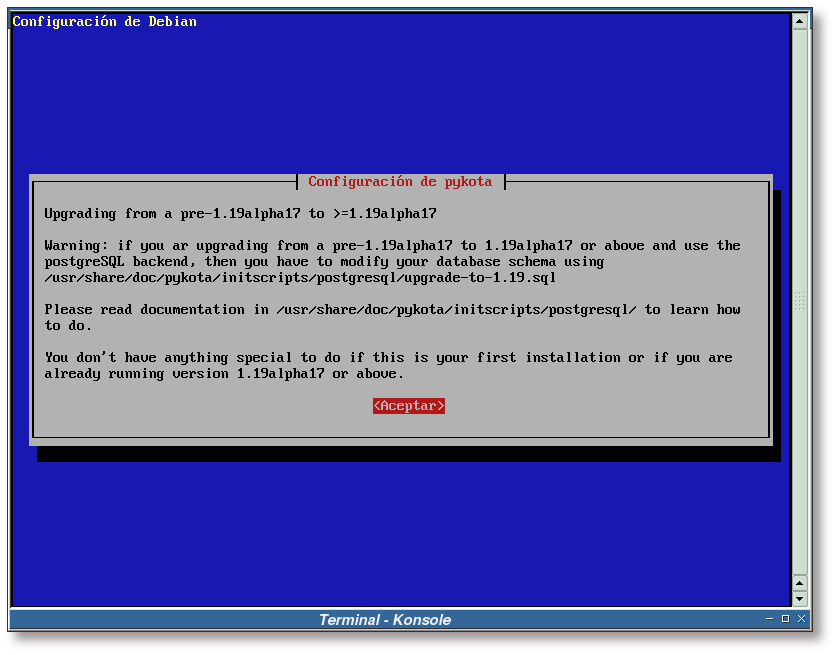 Configuración de Debian
Configuración de pykota
Upgrading from a pre-1.19alpha17 to >=1.19alpha17
Warning: if you ar upgrading from a pre-1.19alpha17 to 1.19alpha17 or above and use the
postgreSQL backend, then you have to modify your database schema using
/usr/share/doc/pykota/initscripts/postgresql/upgrade-to-1.19.sql
Please read documentation in /usr/share/doc/pykota/initscripts/postgresql/ to learn how
to do.
You don't have anything special to do if this is your first installation or if you are
already running version 1.19alpha17 or above.
<Aceptar>
Terminal - Konsole